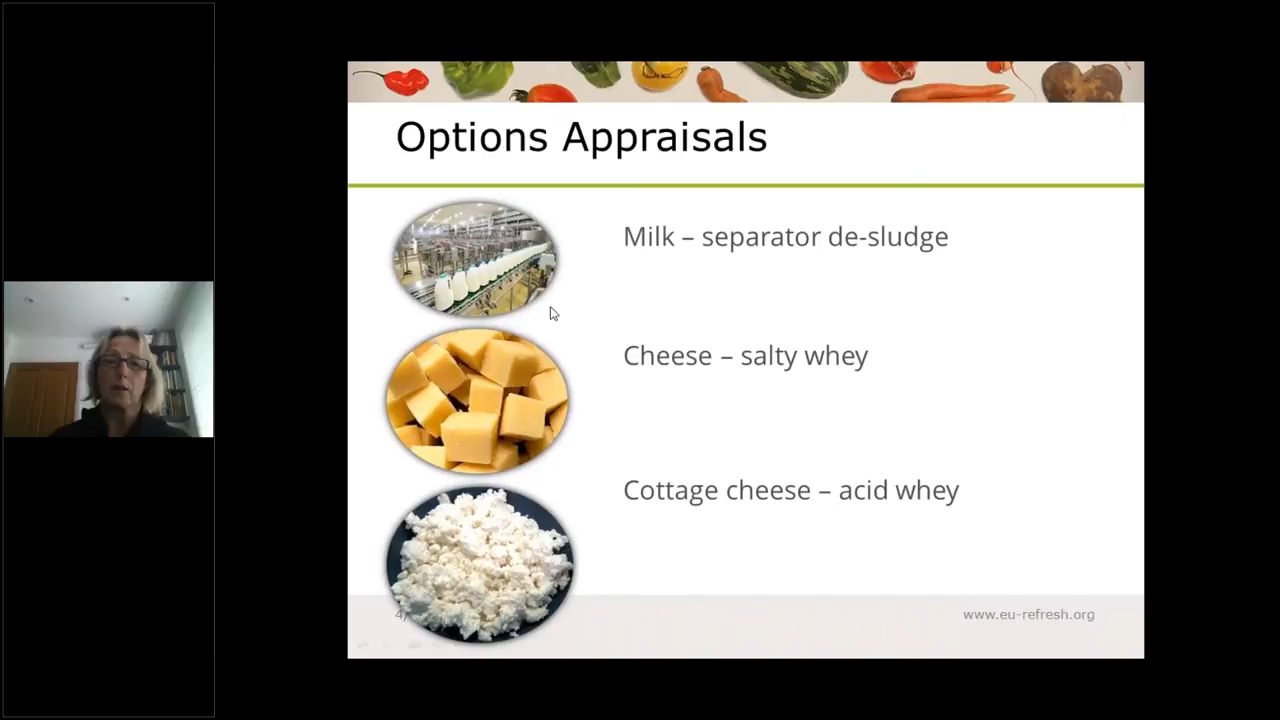 Options Appraisals
Milk – separator de-sludge
Cheese – salty whey
Cottage cheese – acid whey
www.eu-refresh.org